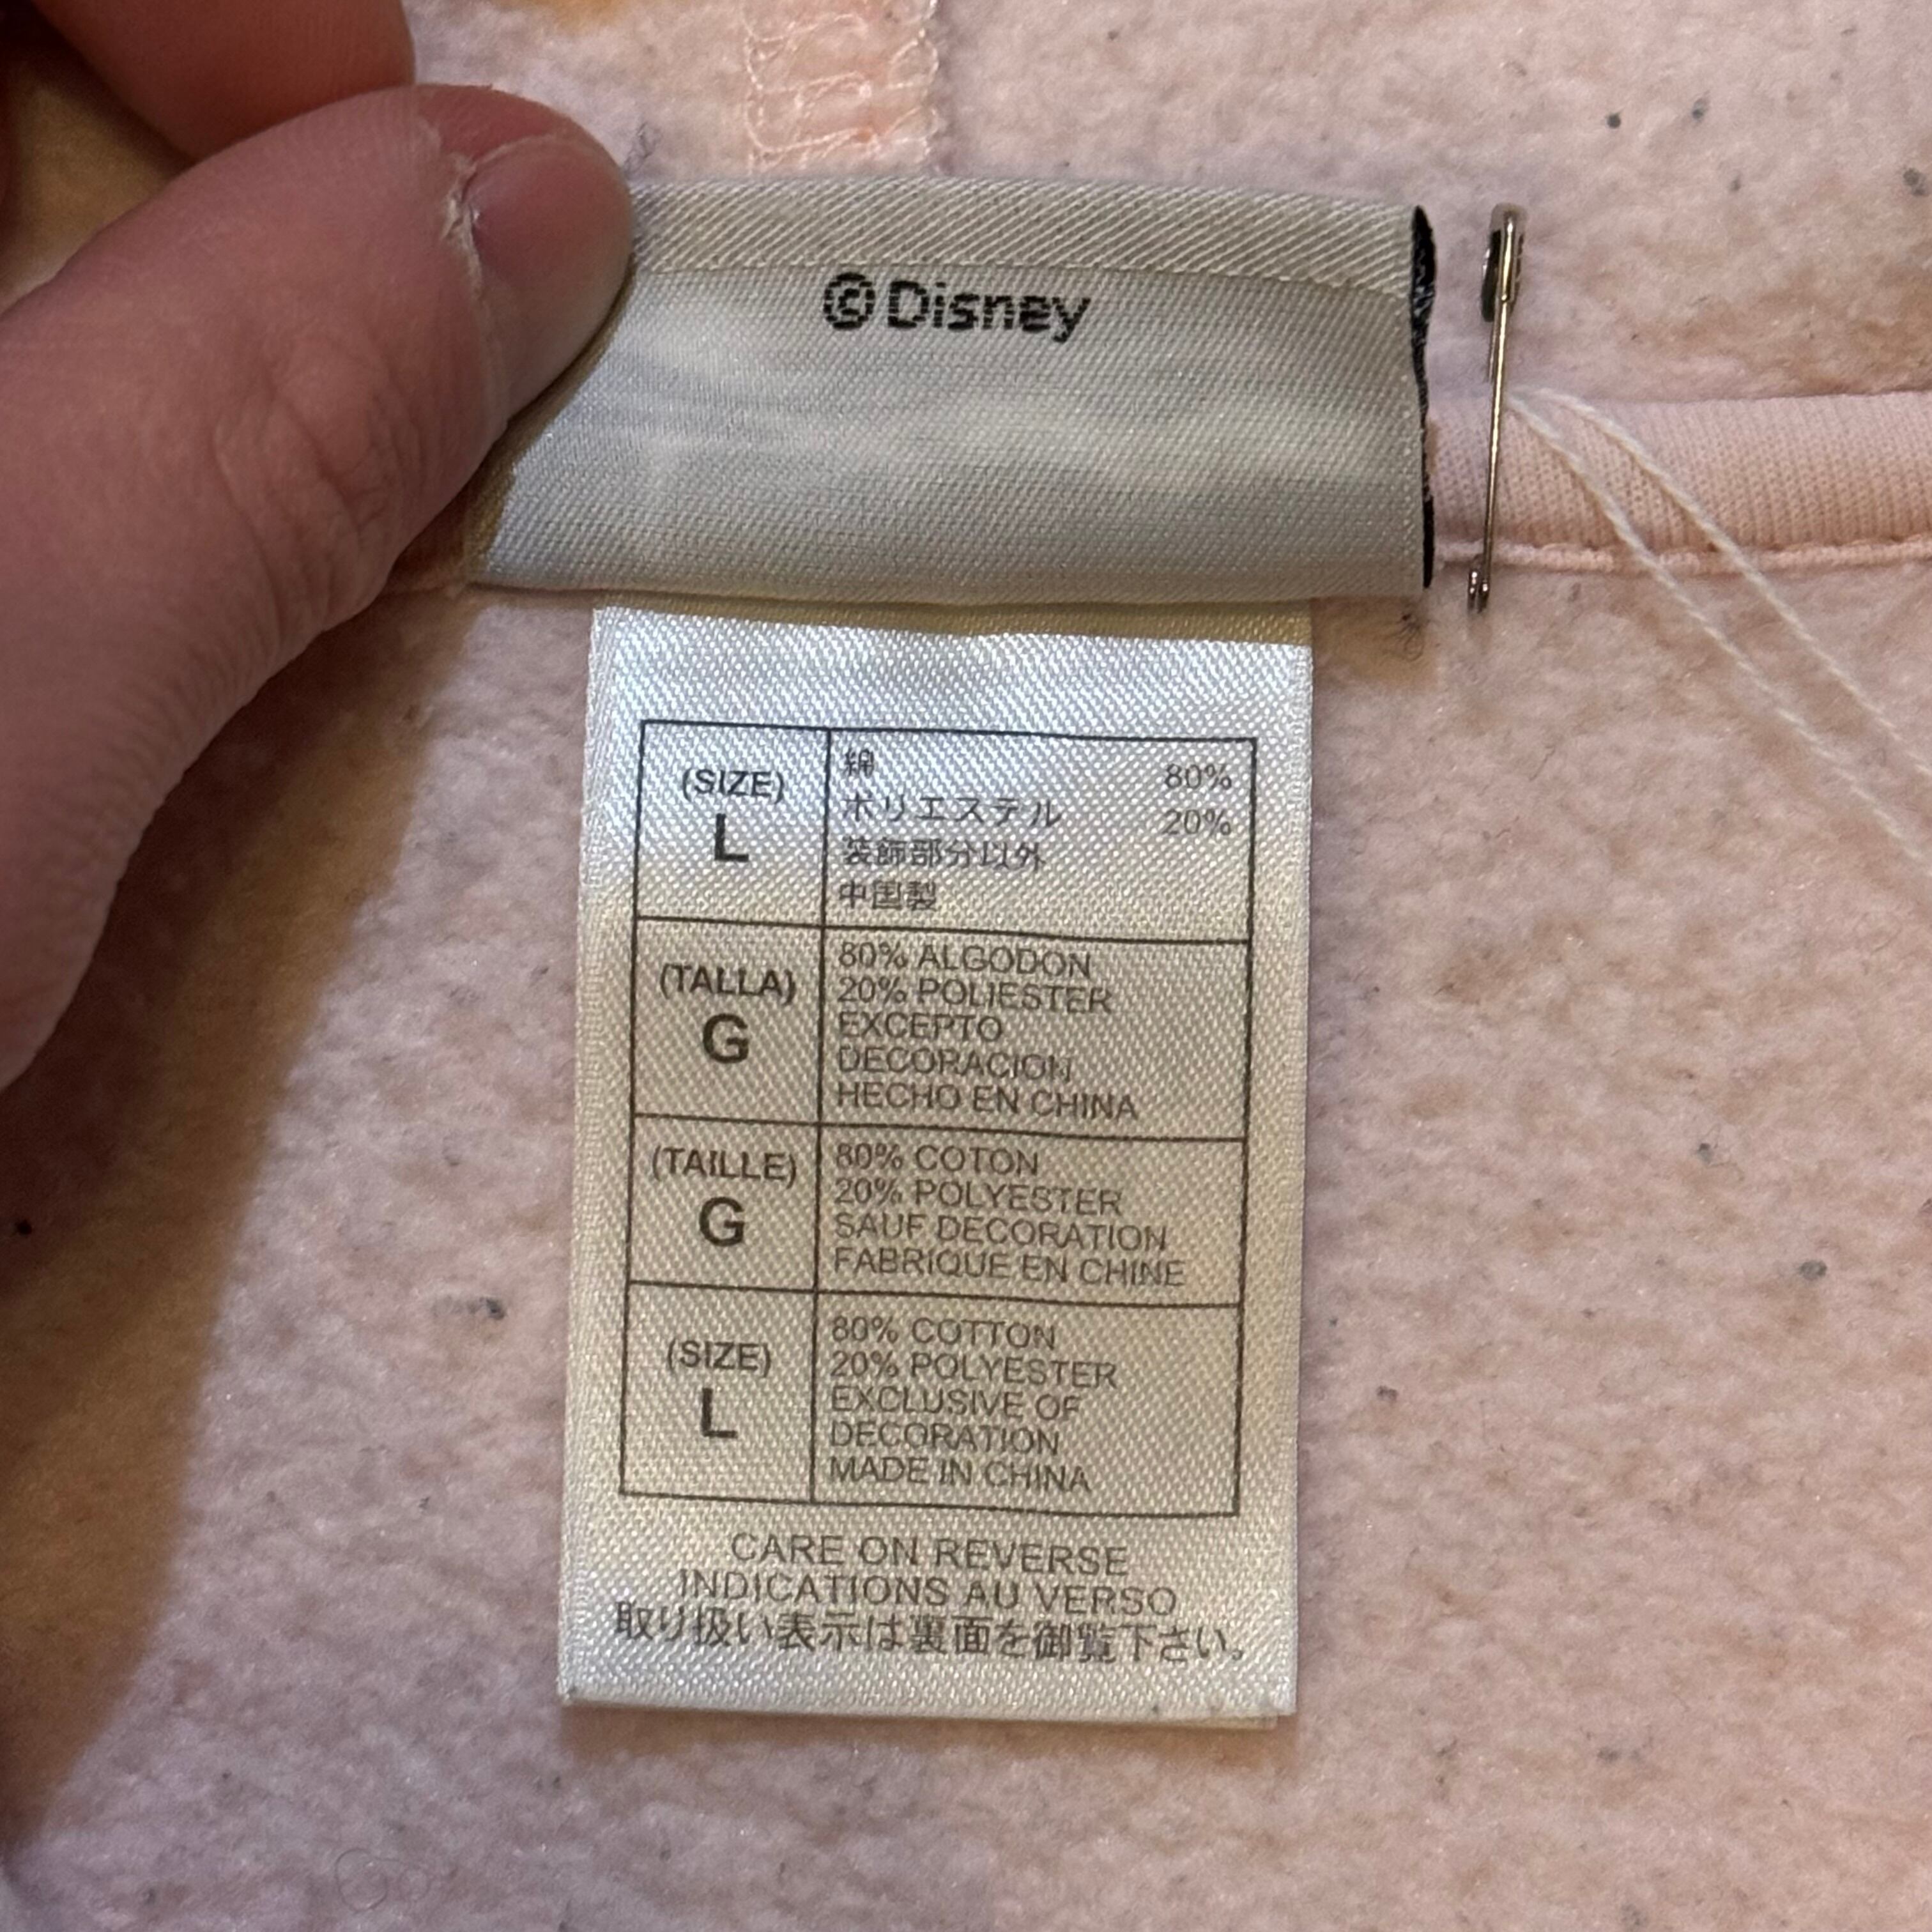 ©Disney
(SIZE)
L
綿 80%
ポリエステル 20%
装飾部分以外
中国製
(TALLA)
G
80% ALGODON
20% POLIESTER
EXCEPTO
DECORACION
HECHO EN CHINA
(TAILLE)
G
80% COTON
20% POLYESTER
SAUF DECORATION
FABRIQUE EN CHINE
(SIZE)
L
80% COTTON
20% POLYESTER
EXCLUSIVE OF
DECORATION
MADE IN CHINA
CARE ON REVERSE
INDICATIONS AU VERSO
取り扱い表示は裏面を御覧下さい。